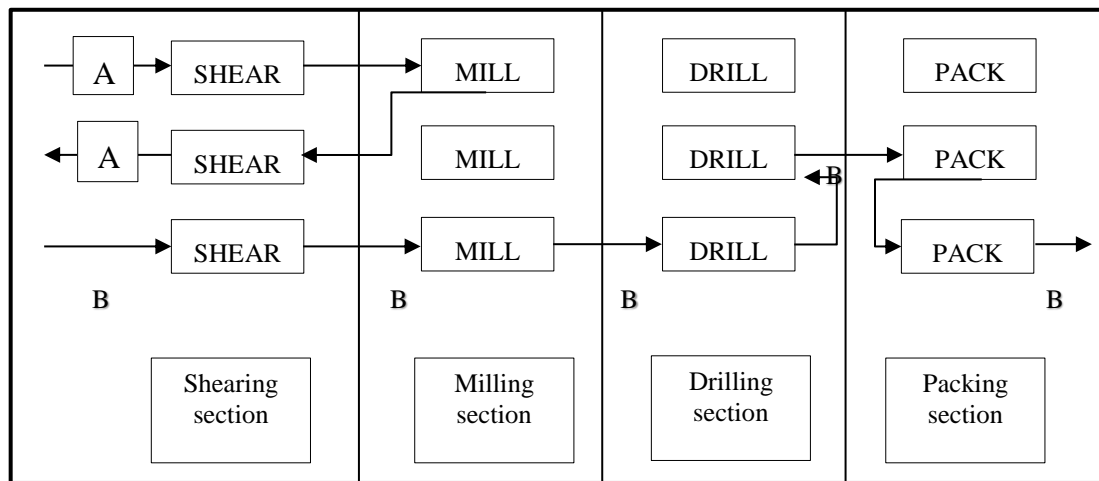 A SHEAR MILL DRILL PACK
A SHEAR MILL DRILL PACK
B
SHEAR MILL DRILL PACK
B B B B
Shearing section
Milling section
Drilling section
Packing section